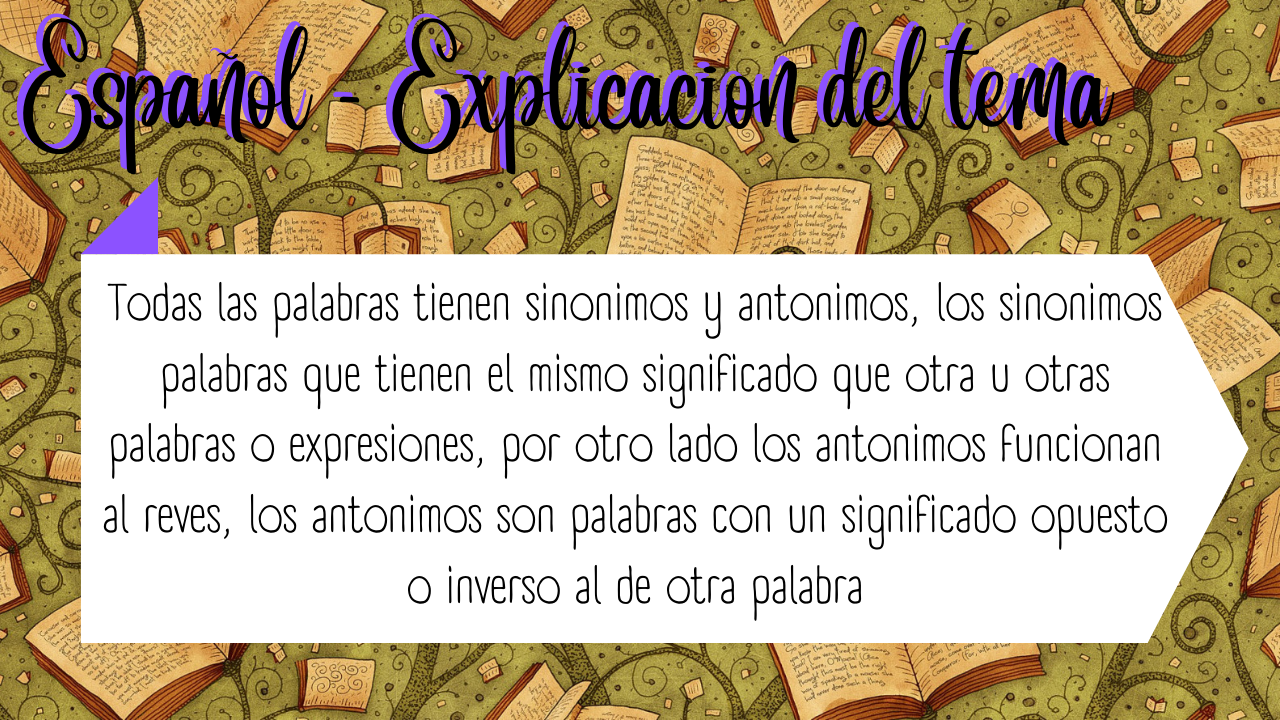 Español - Explicacion del tema
Todas las palabras tienen sinonimos y antonimos, los sinonimos
palabras que tienen el mismo significado que otra u otras
palabras o expresiones, por otro lado los antonimos funcionan
al reves, los antonimos son palabras con un significado opuesto
o inverso al de otra palabra